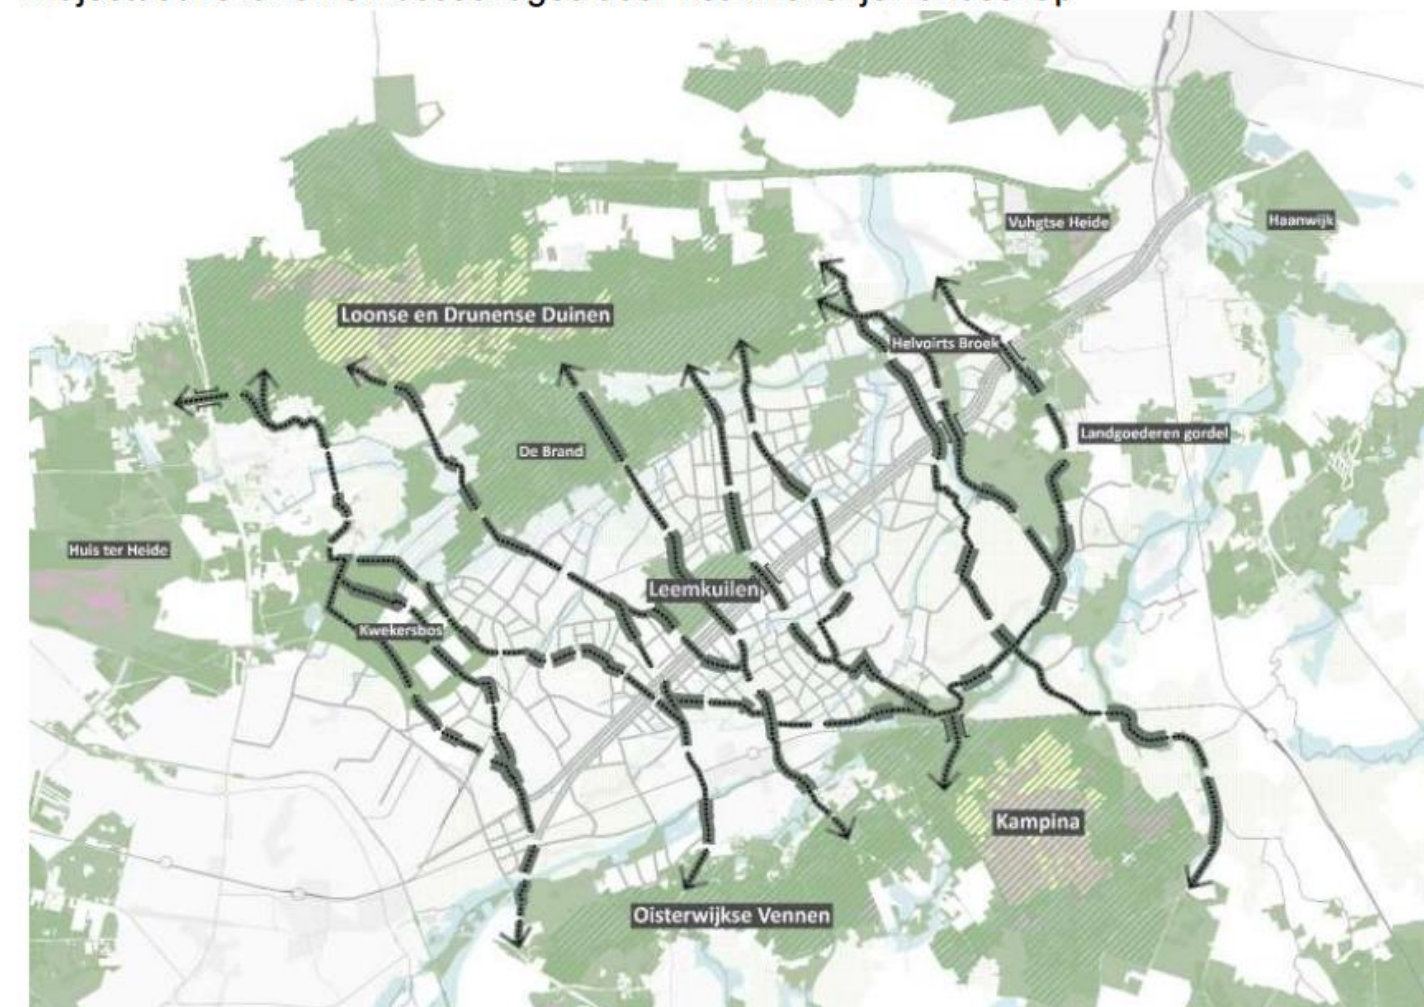 Vuhgtse Heide
Haanwijk
Loonse en Drunense Duinen
Helvoirts Broek
Landgoederen gordel
De Brand
Huis ter Heide
Leemkuilen
Kwekersbos
Kampina
Oisterwijkse Vennen